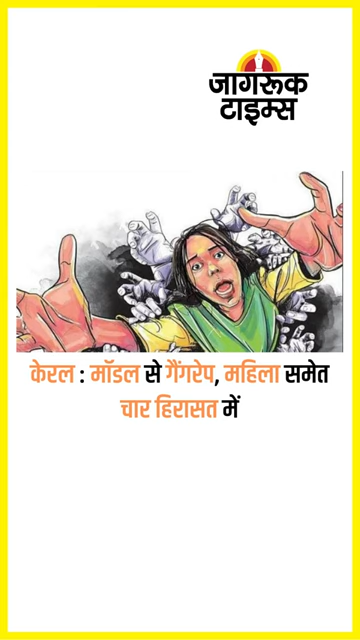 जागरूक
टाइम्स
केरल : मॉडल से गैंगरेप, महिला समेत
चार हिरासत में